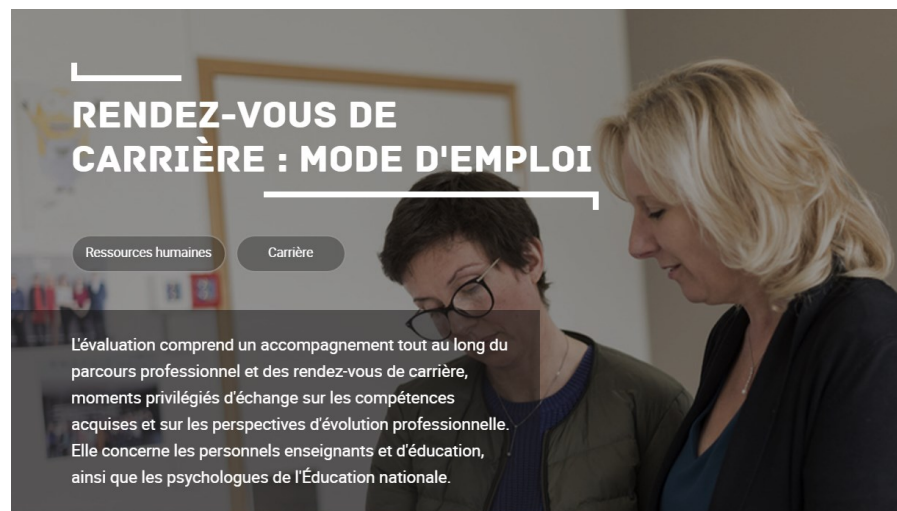 RENDEZ-VOUS DE
CARRIÈRE : MODE D'EMPLOI
Ressources humaines
Carrière
L'évaluation comprend un accompagnement tout au long du
parcours professionnel et des rendez-vous de carrière,
moments privilégiés d'échange sur les compétences
acquises et sur les perspectives d'évolution professionnelle.
Elle concerne les personnels enseignants et d'éducation,
ainsi que les psychologues de l'Éducation nationale.